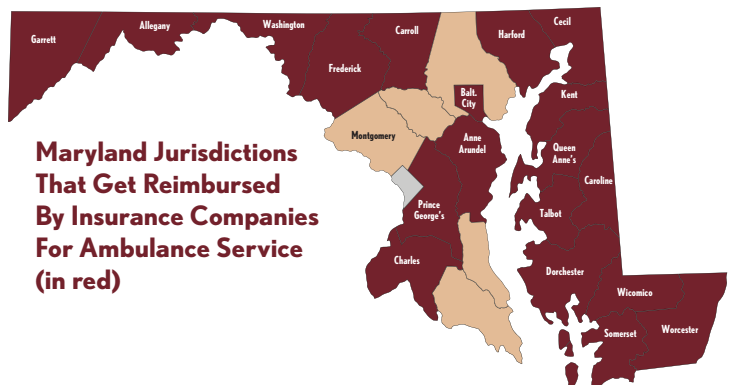 Garrett
Allegany
Washington
Frederick
Carroll
Harford
Cecil
Balt.
City
Kent
Montgomery
Anne
Arundel
Queen
Anne's
Caroline
Maryland Jurisdictions
That Get Reimbursed
By Insurance Companies
For Ambulance Service
(in red)
Prince
George's
Talbot
Charles
Dorchester
Wicomico
Somerset
Worcester